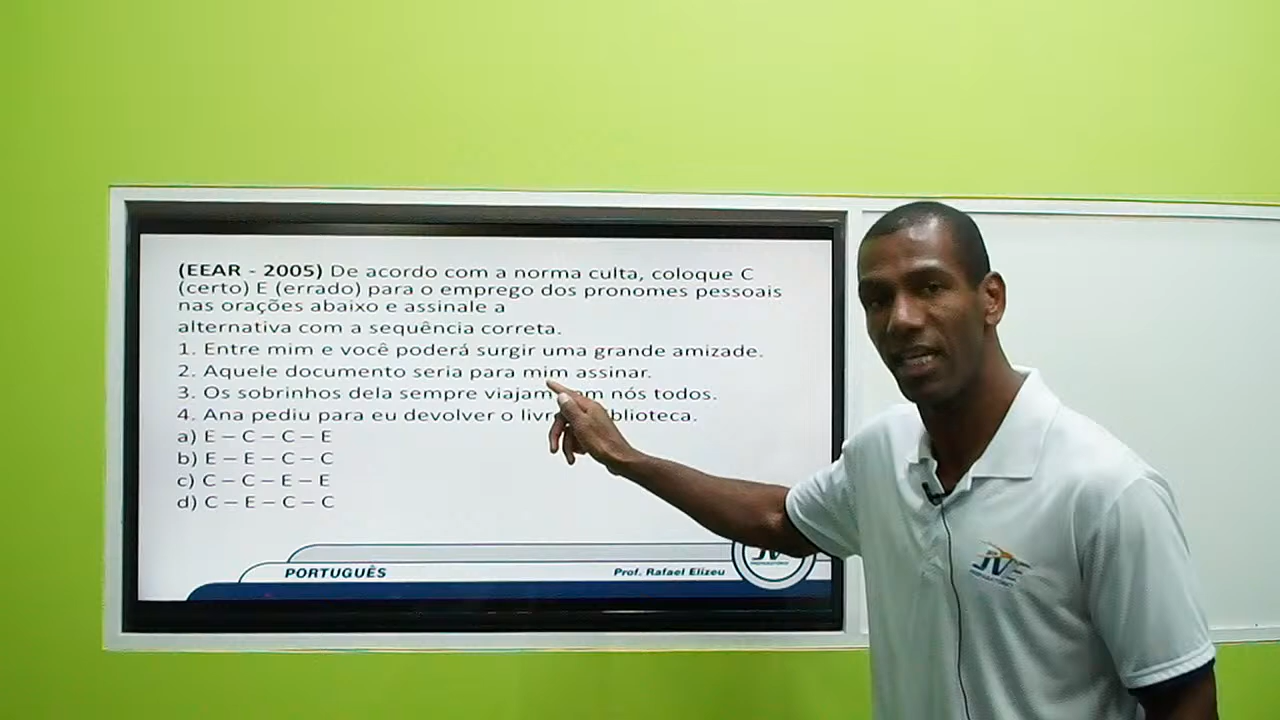 (EEAR - 2005) De acordo com a norma culta, coloque C
(certo) E (errado) para o emprego dos pronomes pessoais
nas orações abaixo e assinale a
alternativa com a sequência correta.
1. Entre mim e você poderá surgir uma grande amizade.
2. Aquele documento seria para mim assinar.
3. Os sobrinhos dela sempre viajam nós todos.
4. Ana pediu para eu devolver o
a) E – C – C – E
b) E – E – C – C
c) C – C – E – E
d) C – E – C – C
PORTUGUÊS
Prof. Rafael Elizeu
JVE